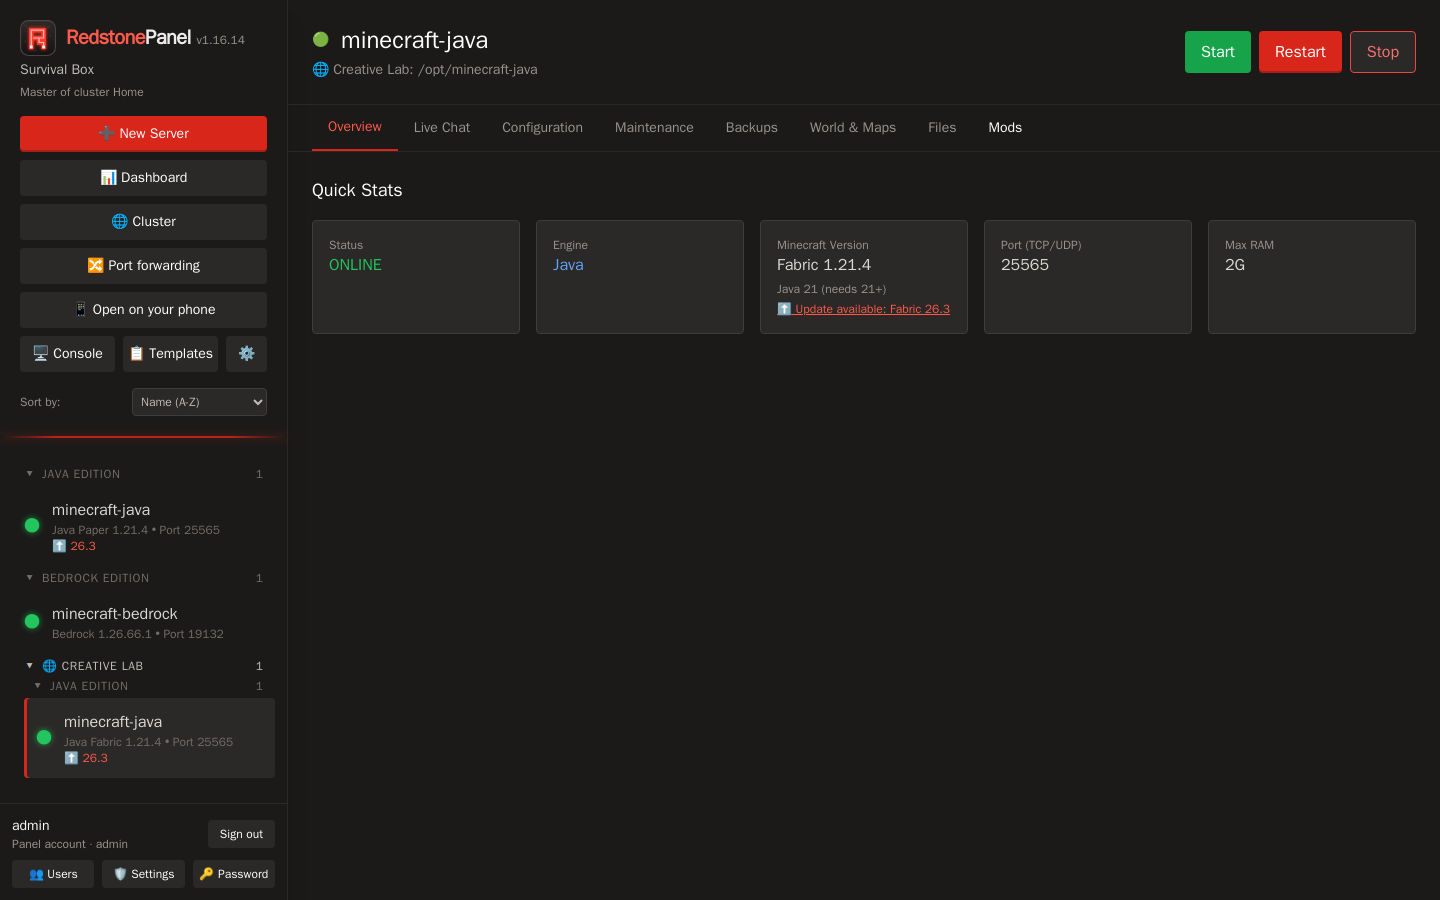 RedstonePanel v1.16.14
Survival Box
Master of cluster Home
➕ New Server
📊 Dashboard
🌐 Cluster
🔀 Port forwarding
📱 Open on your phone
🖥️ Console
📋 Templates
⚙️
Sort by:
Name (A-Z)
▼ JAVA EDITION 1
minecraft-java
Java Paper 1.21.4 • Port 25565
⬆️ 26.3
▼ BEDROCK EDITION 1
minecraft-bedrock
Bedrock 1.26.66.1 • Port 19132
▼ 🌐 CREATIVE LAB 1
▼ JAVA EDITION 1
minecraft-java
Java Fabric 1.21.4 • Port 25565
⬆️ 26.3
admin
Panel account · admin
Sign out
👥 Users
🛡️ Settings
🔑 Password
minecraft-java
🌐 Creative Lab: /opt/minecraft-java
Start
Restart
Stop
Overview
Live Chat
Configuration
Maintenance
Backups
World & Maps
Files
Mods
Quick Stats
Status
ONLINE
Engine
Java
Minecraft Version
Fabric 1.21.4
Java 21 (needs 21+)
⬆️ Update available: Fabric 26.3
Port (TCP/UDP)
25565
Max RAM
2G